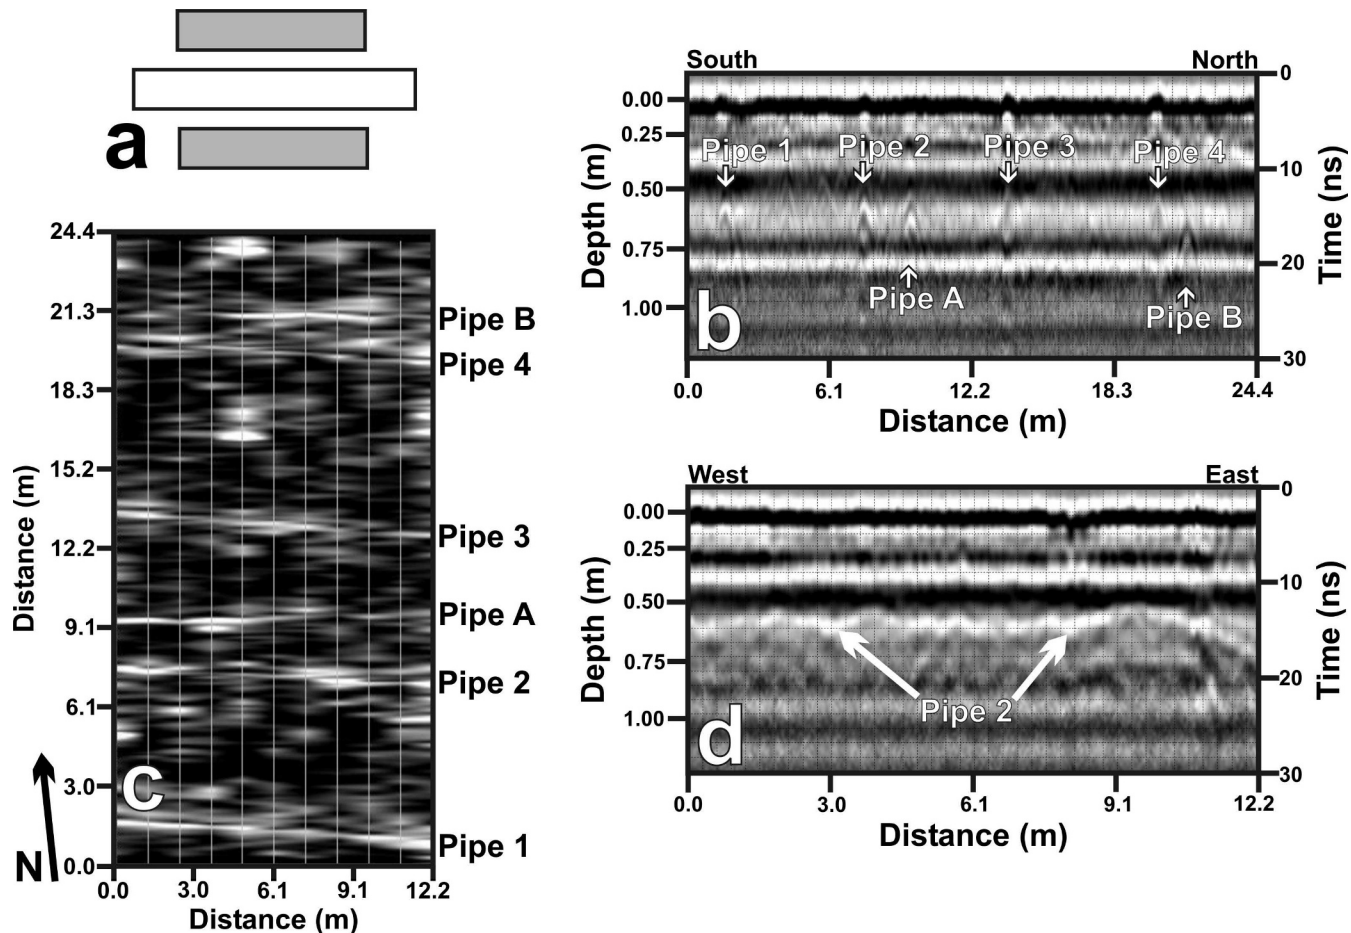 a
24.4
21.3
18.3
15.2
12.2
9.1
6.1
3.0
0.0
Distance (m)
N
c
Pipe B
Pipe 4
Pipe 3
Pipe A
Pipe 2
Pipe 1
0.0 3.0 6.1 9.1 12.2
Distance (m)
South North
0.00
0.25
0.50
0.75
1.00
Depth (m)
Pipe 1 Pipe 2 Pipe 3 Pipe 4
Pipe A
Pipe B
b
0
10
20
30
Time (ns)
0.0 6.1 12.2 18.3 24.4
Distance (m)
West East
0.00
0.25
0.50
0.75
1.00
Depth (m)
Pipe 2
d
0
10
20
30
Time (ns)
0.0 3.0 6.1 9.1 12.2
Distance (m)